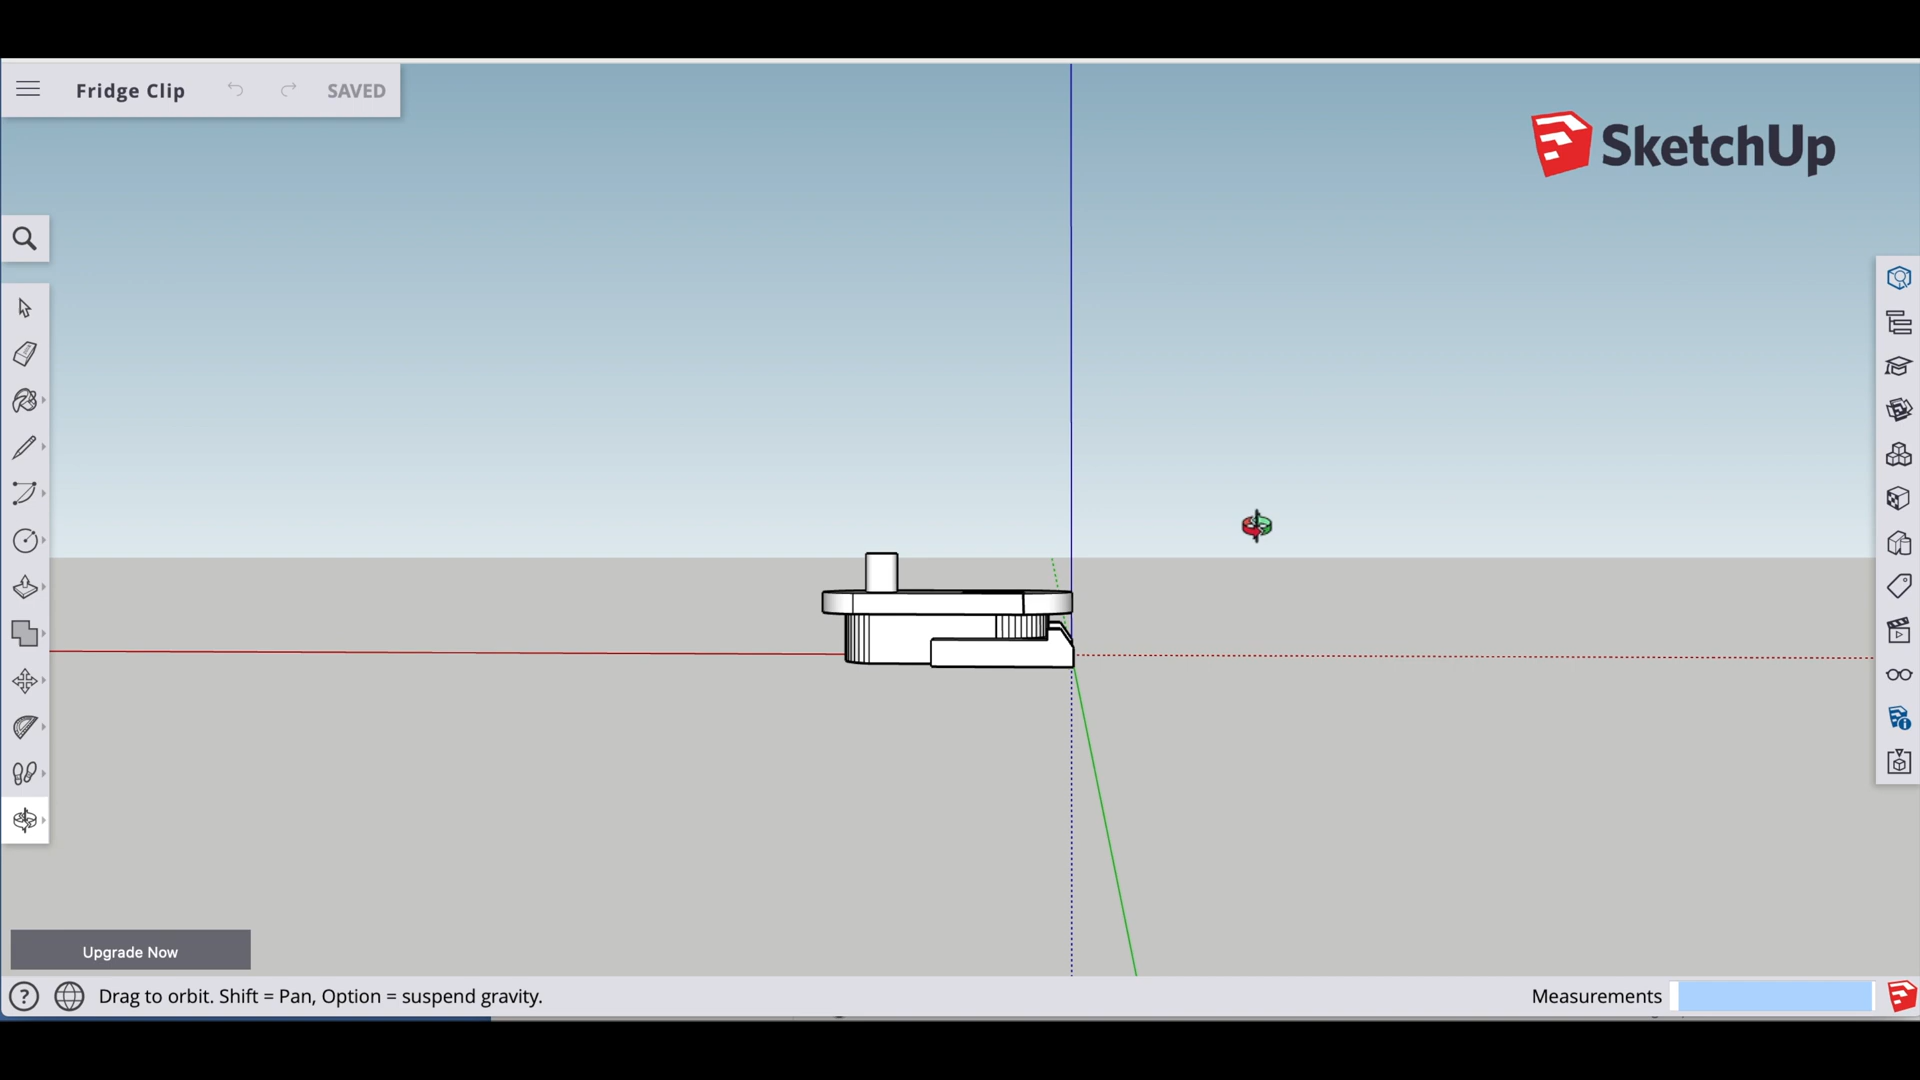 Fridge Clip
SAVED
SketchUp
Upgrade Now
Drag to orbit. Shift = Pan, Option = suspend gravity.
Measurements